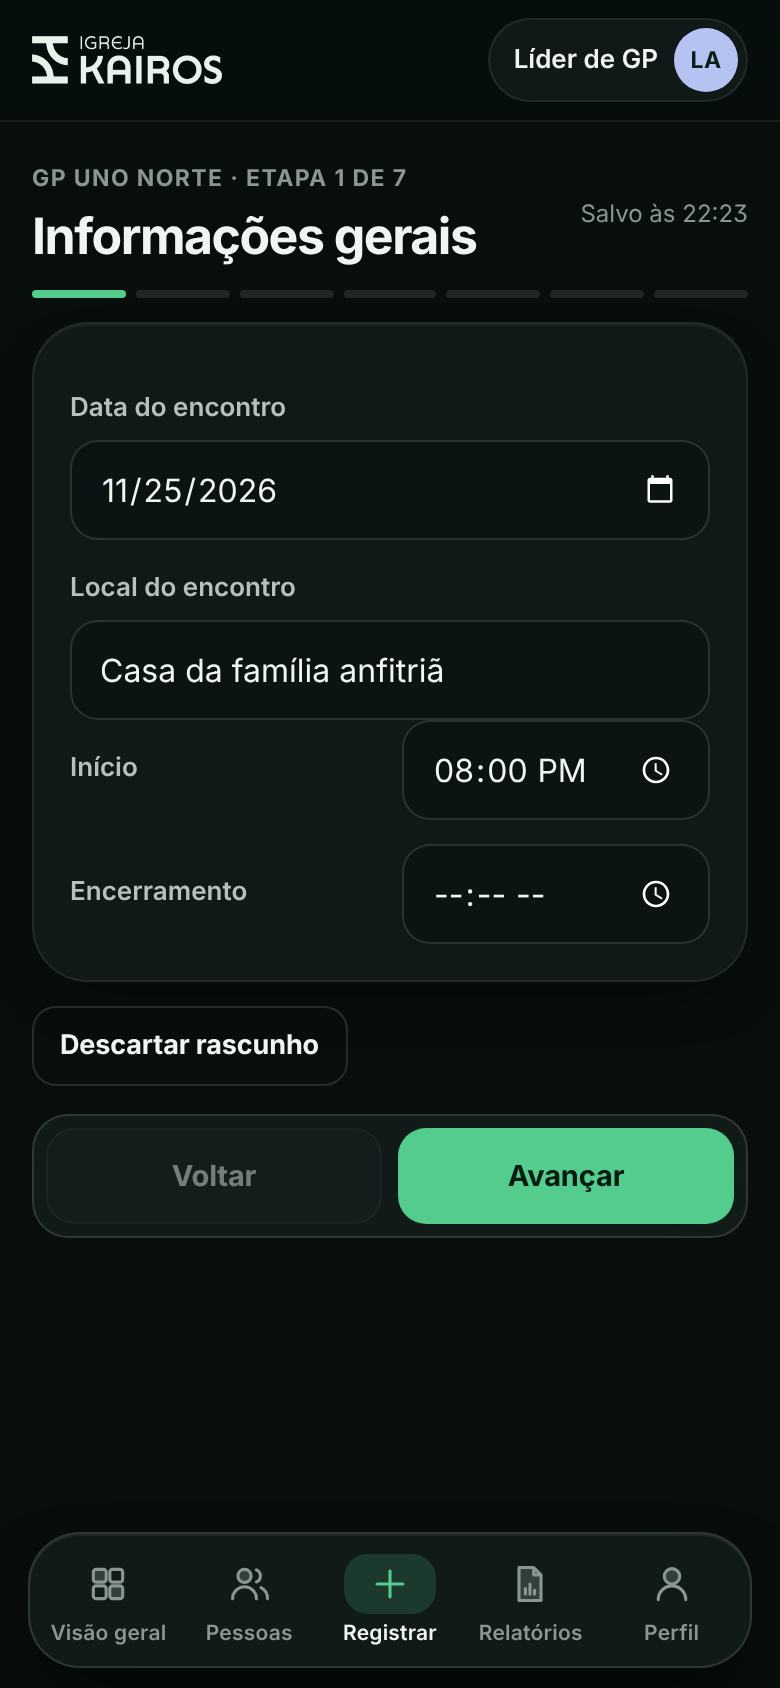 IGREJA
KAIROS
Líder de GP
LA
GP UNO NORTE · ETAPA 1 DE 7
Informações gerais
Salvo às 22:23
Data do encontro
11/25/2026
Local do encontro
Casa da família anfitriã
Início
08:00 PM
Encerramento
--:-- --
Descartar rascunho
Voltar
Avançar
Visão geral
Pessoas
Registrar
Relatórios
Perfil